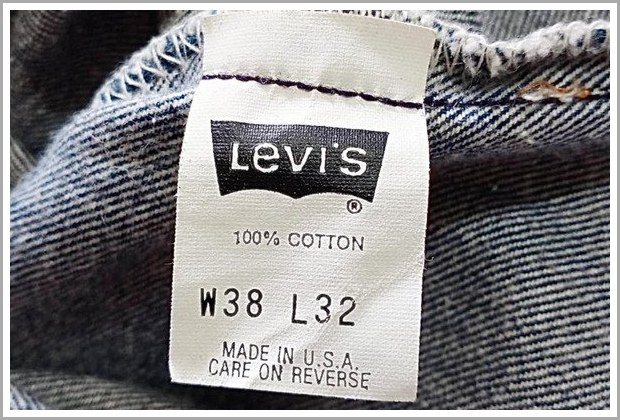 Levi's
®
100% COTTON
W38 L32
MADE IN U.S.A.
CARE ON REVERSE